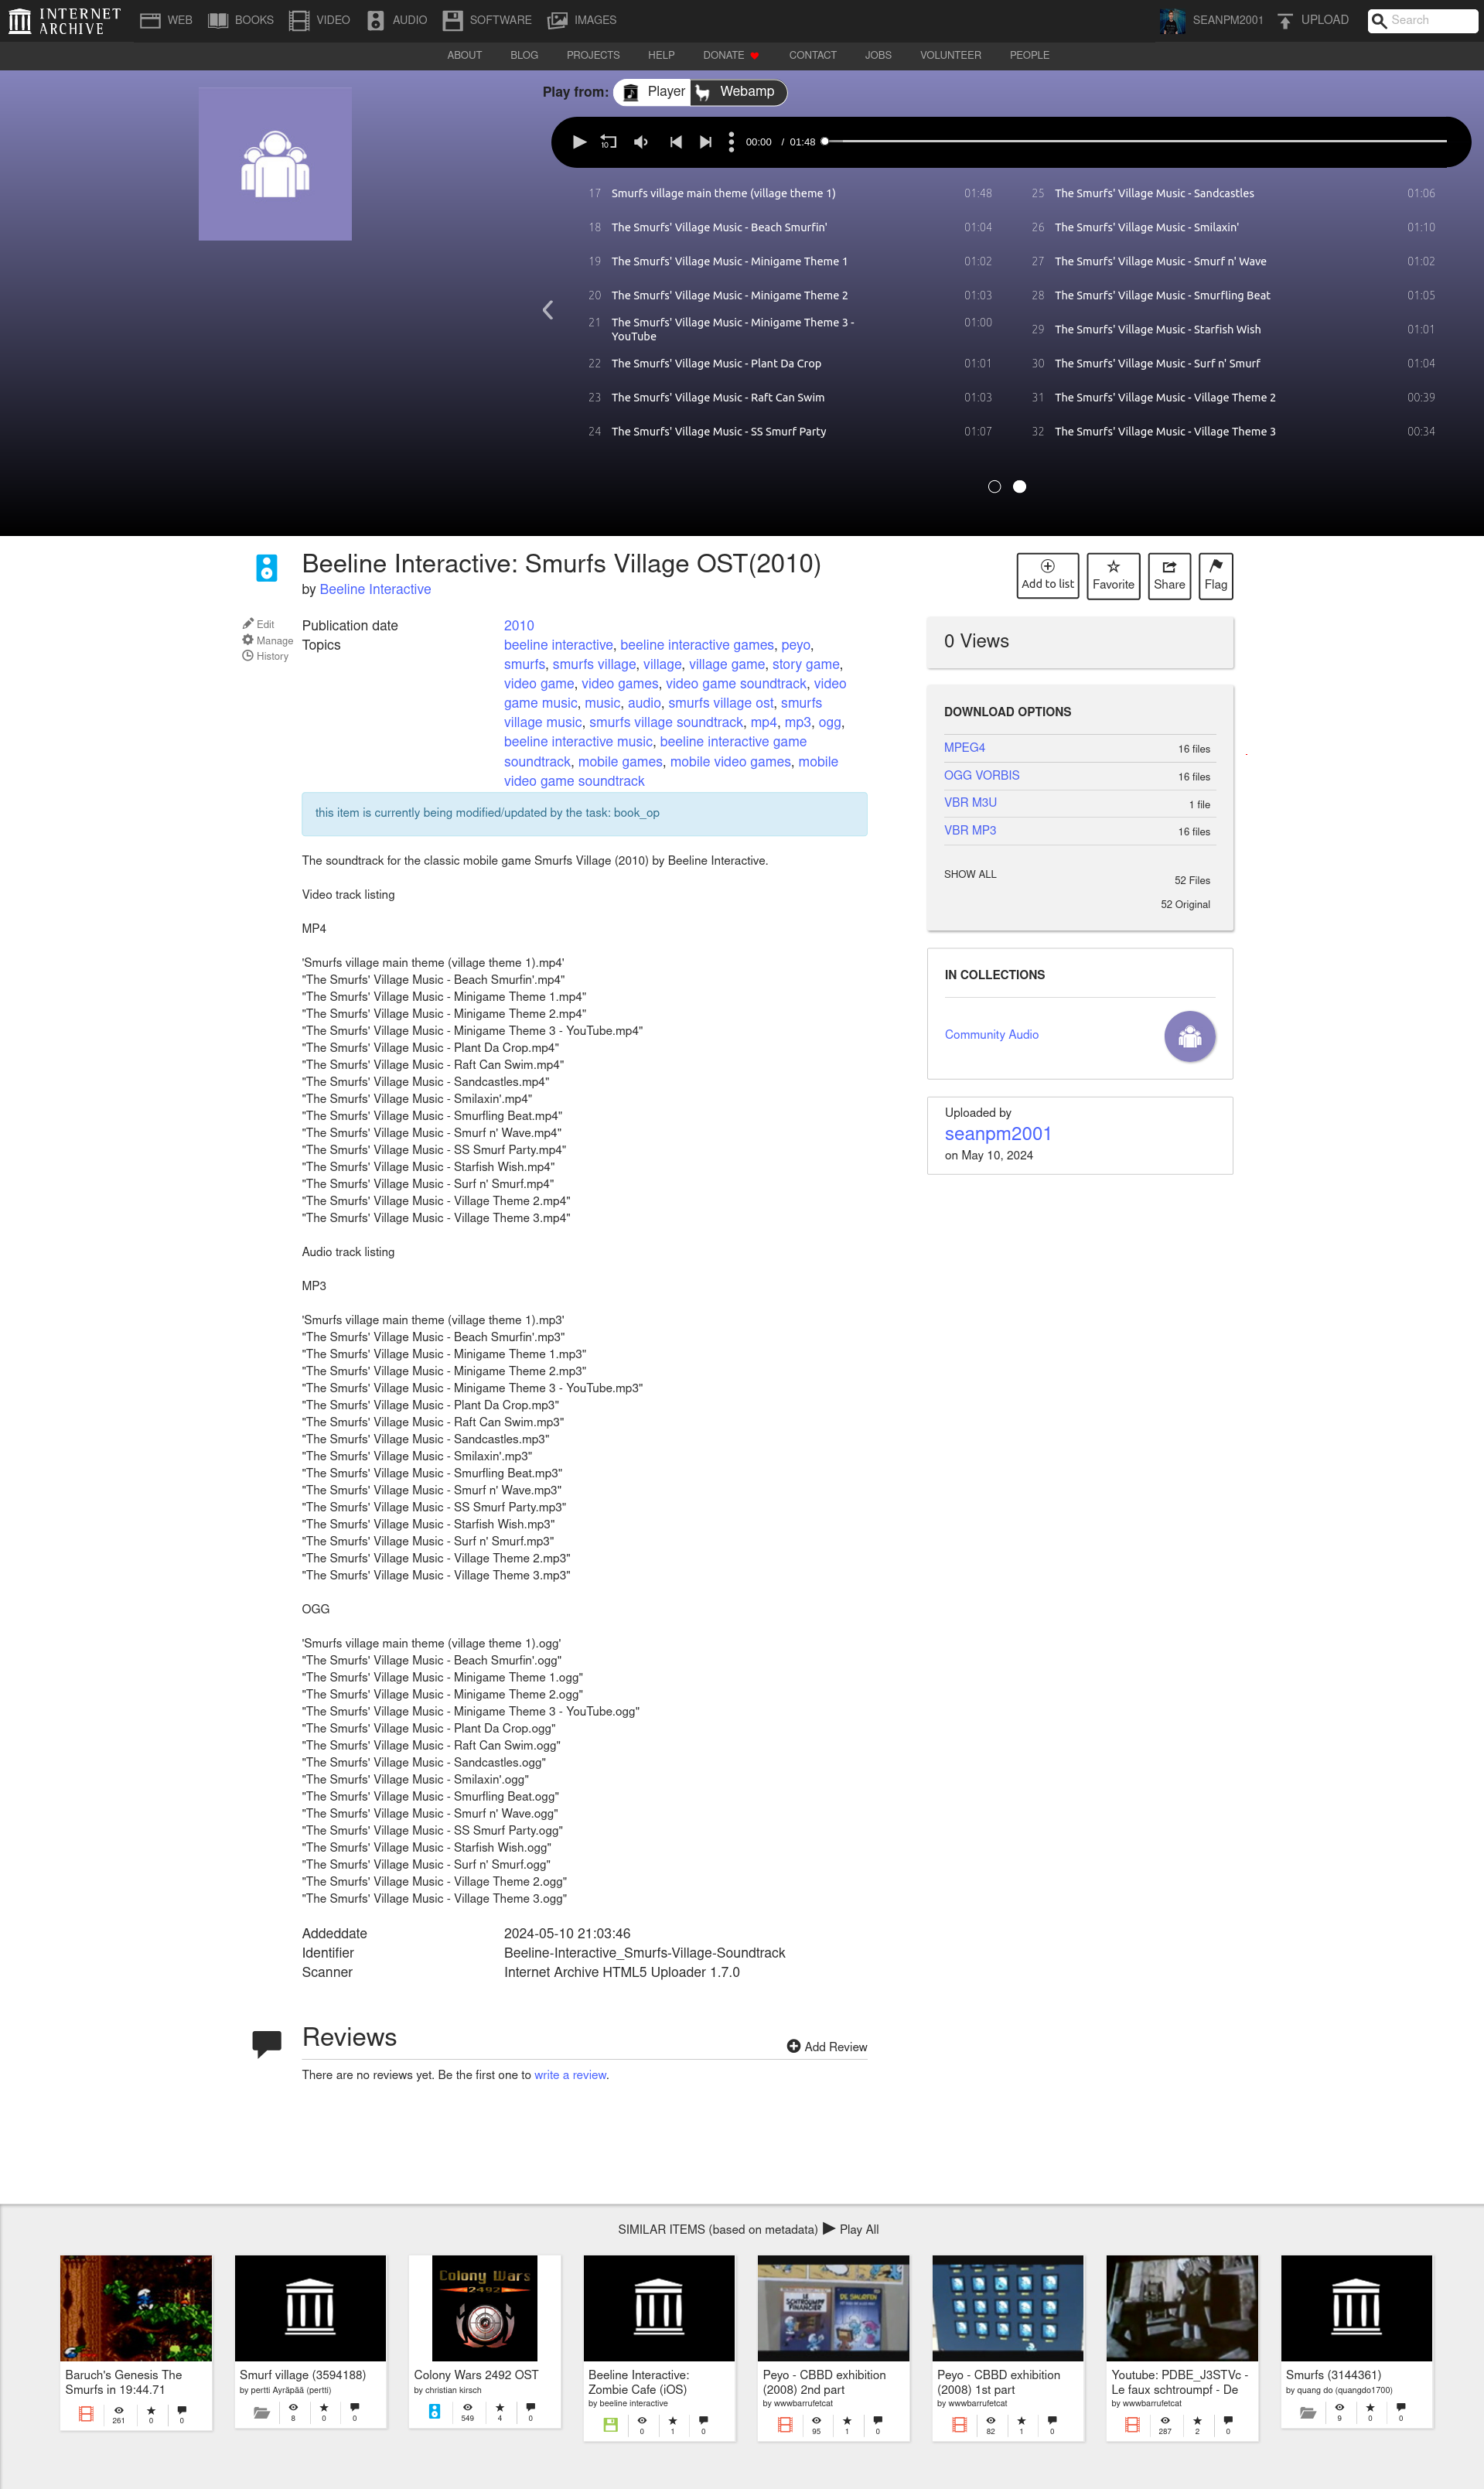 INTERNET ARCHIVE
WEB BOOKS VIDEO AUDIO SOFTWARE IMAGES SEANPM2001 UPLOAD Search
ABOUT BLOG PROJECTS HELP DONATE CONTACT JOBS VOLUNTEER PEOPLE
Play from: Player Webamp
10 00:00 / 01:48
17 Smurfs village main theme (village theme 1) 01:48
18 The Smurfs' Village Music - Beach Smurfin' 01:04
19 The Smurfs' Village Music - Minigame Theme 1 01:02
20 The Smurfs' Village Music - Minigame Theme 2 01:03
21 The Smurfs' Village Music - Minigame Theme 3 - 01:00
YouTube
22 The Smurfs' Village Music - Plant Da Crop 01:01
23 The Smurfs' Village Music - Raft Can Swim 01:03
24 The Smurfs' Village Music - SS Smurf Party 01:07
25 The Smurfs' Village Music - Sandcastles 01:06
26 The Smurfs' Village Music - Smilaxin' 01:10
27 The Smurfs' Village Music - Smurf n' Wave 01:02
28 The Smurfs' Village Music - Smurfling Beat 01:05
29 The Smurfs' Village Music - Starfish Wish 01:01
30 The Smurfs' Village Music - Surf n' Smurf 01:04
31 The Smurfs' Village Music - Village Theme 2 00:39
32 The Smurfs' Village Music - Village Theme 3 00:34
Beeline Interactive: Smurfs Village OST(2010)
by Beeline Interactive
Edit
Manage
History
Publication date 2010
Topics beeline interactive, beeline interactive games, peyo,
smurfs, smurfs village, village, village game, story game,
video game, video games, video game soundtrack, video
game music, music, audio, smurfs village ost, smurfs
village music, smurfs village soundtrack, mp4, mp3, ogg,
beeline interactive music, beeline interactive game
soundtrack, mobile games, mobile video games, mobile
video game soundtrack
this item is currently being modified/updated by the task: book_op
The soundtrack for the classic mobile game Smurfs Village (2010) by Beeline Interactive.
Video track listing
MP4
'Smurfs village main theme (village theme 1).mp4'
"The Smurfs' Village Music - Beach Smurfin'.mp4"
"The Smurfs' Village Music - Minigame Theme 1.mp4"
"The Smurfs' Village Music - Minigame Theme 2.mp4"
"The Smurfs' Village Music - Minigame Theme 3 - YouTube.mp4"
"The Smurfs' Village Music - Plant Da Crop.mp4"
"The Smurfs' Village Music - Raft Can Swim.mp4"
"The Smurfs' Village Music - Sandcastles.mp4"
"The Smurfs' Village Music - Smilaxin'.mp4"
"The Smurfs' Village Music - Smurfling Beat.mp4"
"The Smurfs' Village Music - Smurf n' Wave.mp4"
"The Smurfs' Village Music - SS Smurf Party.mp4"
"The Smurfs' Village Music - Starfish Wish.mp4"
"The Smurfs' Village Music - Surf n' Smurf.mp4"
"The Smurfs' Village Music - Village Theme 2.mp4"
"The Smurfs' Village Music - Village Theme 3.mp4"
Audio track listing
MP3
'Smurfs village main theme (village theme 1).mp3'
"The Smurfs' Village Music - Beach Smurfin'.mp3"
"The Smurfs' Village Music - Minigame Theme 1.mp3"
"The Smurfs' Village Music - Minigame Theme 2.mp3"
"The Smurfs' Village Music - Minigame Theme 3 - YouTube.mp3"
"The Smurfs' Village Music - Plant Da Crop.mp3"
"The Smurfs' Village Music - Raft Can Swim.mp3"
"The Smurfs' Village Music - Sandcastles.mp3"
"The Smurfs' Village Music - Smilaxin'.mp3"
"The Smurfs' Village Music - Smurfling Beat.mp3"
"The Smurfs' Village Music - Smurf n' Wave.mp3"
"The Smurfs' Village Music - SS Smurf Party.mp3"
"The Smurfs' Village Music - Starfish Wish.mp3"
"The Smurfs' Village Music - Surf n' Smurf.mp3"
"The Smurfs' Village Music - Village Theme 2.mp3"
"The Smurfs' Village Music - Village Theme 3.mp3"
OGG
'Smurfs village main theme (village theme 1).ogg'
"The Smurfs' Village Music - Beach Smurfin'.ogg"
"The Smurfs' Village Music - Minigame Theme 1.ogg"
"The Smurfs' Village Music - Minigame Theme 2.ogg"
"The Smurfs' Village Music - Minigame Theme 3 - YouTube.ogg"
"The Smurfs' Village Music - Plant Da Crop.ogg"
"The Smurfs' Village Music - Raft Can Swim.ogg"
"The Smurfs' Village Music - Sandcastles.ogg"
"The Smurfs' Village Music - Smilaxin'.ogg"
"The Smurfs' Village Music - Smurfling Beat.ogg"
"The Smurfs' Village Music - Smurf n' Wave.ogg"
"The Smurfs' Village Music - SS Smurf Party.ogg"
"The Smurfs' Village Music - Starfish Wish.ogg"
"The Smurfs' Village Music - Surf n' Smurf.ogg"
"The Smurfs' Village Music - Village Theme 2.ogg"
"The Smurfs' Village Music - Village Theme 3.ogg"
Addeddate 2024-05-10 21:03:46
Identifier Beeline-Interactive_Smurfs-Village-Soundtrack
Scanner Internet Archive HTML5 Uploader 1.7.0
Add to list Favorite Share Flag
0 Views
DOWNLOAD OPTIONS
MPEG4 16 files
OGG VORBIS 16 files
VBR M3U 1 file
VBR MP3 16 files
SHOW ALL 52 Files
52 Original
IN COLLECTIONS
Community Audio
Uploaded by
seanpm2001
on May 10, 2024
Reviews
Add Review
There are no reviews yet. Be the first one to write a review.
SIMILAR ITEMS (based on metadata) Play All
Baruch's Genesis The
Smurfs in 19:44.71
261 0 0
Smurf village (3594188)
by pertti Ayräpää (pertti)
8 0 0
Colony Wars
2492
Colony Wars 2492 OST
by christian kirsch
549 4 0
Beeline Interactive:
Zombie Cafe (iOS)
by beeline interactive
0 1 0
LE SCHTROUMPF FINANCIER
DE SMURFEN
Peyo - CBBD exhibition
(2008) 2nd part
by wwwbarrufetcat
95 1 0
Peyo - CBBD exhibition
(2008) 1st part
by wwwbarrufetcat
82 1 0
Youtube: PDBE_J3STVc -
Le faux schtroumpf - De
by wwwbarrufetcat
287 2 0
Smurfs (3144361)
by quang do (quangdo1700)
9 0 0